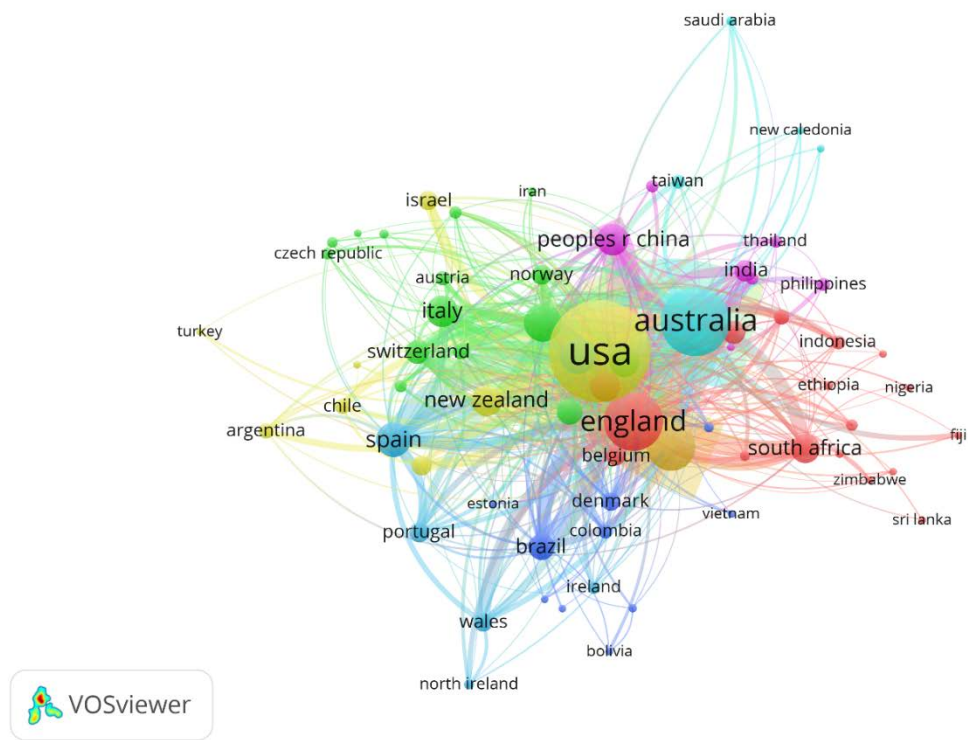 saudi arabia
new caledonia
taiwan
iran
israel
peoples r china
thailand
czech republic
india
norway
austria
philippines
italy
australia
turkey
usa
indonesia
switzerland
ethiopia
nigeria
new zealand
chile
england
argentina
spain
south africa
fiji
belgium
zimbabwe
denmark
estonia
vietnam
sri lanka
portugal
colombia
brazil
ireland
wales
bolivia
north ireland
VOSviewer